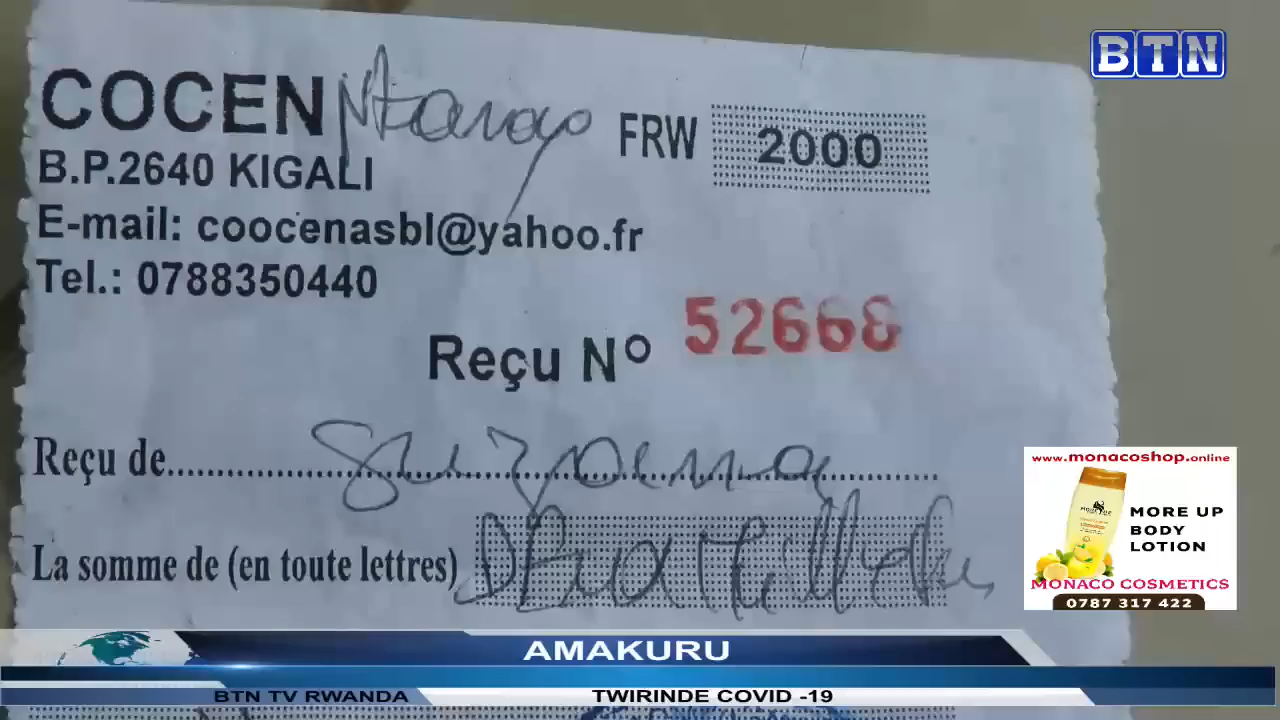 BTN
COCEN
FRW 2000
B.P.2640 KIGALI
E-mail: coocenasbl@yahoo.fr
Tel.: 0788350440
Reçu Nº 52668
Reçu de
La somme de (en toute lettres)
www.monacoshop.online
MORE UP
BODY
LOTION
MONACO COSMETICS
0787 317 422
AMAKURU
BTN TV RWANDA
TWIRINDE COVID -19